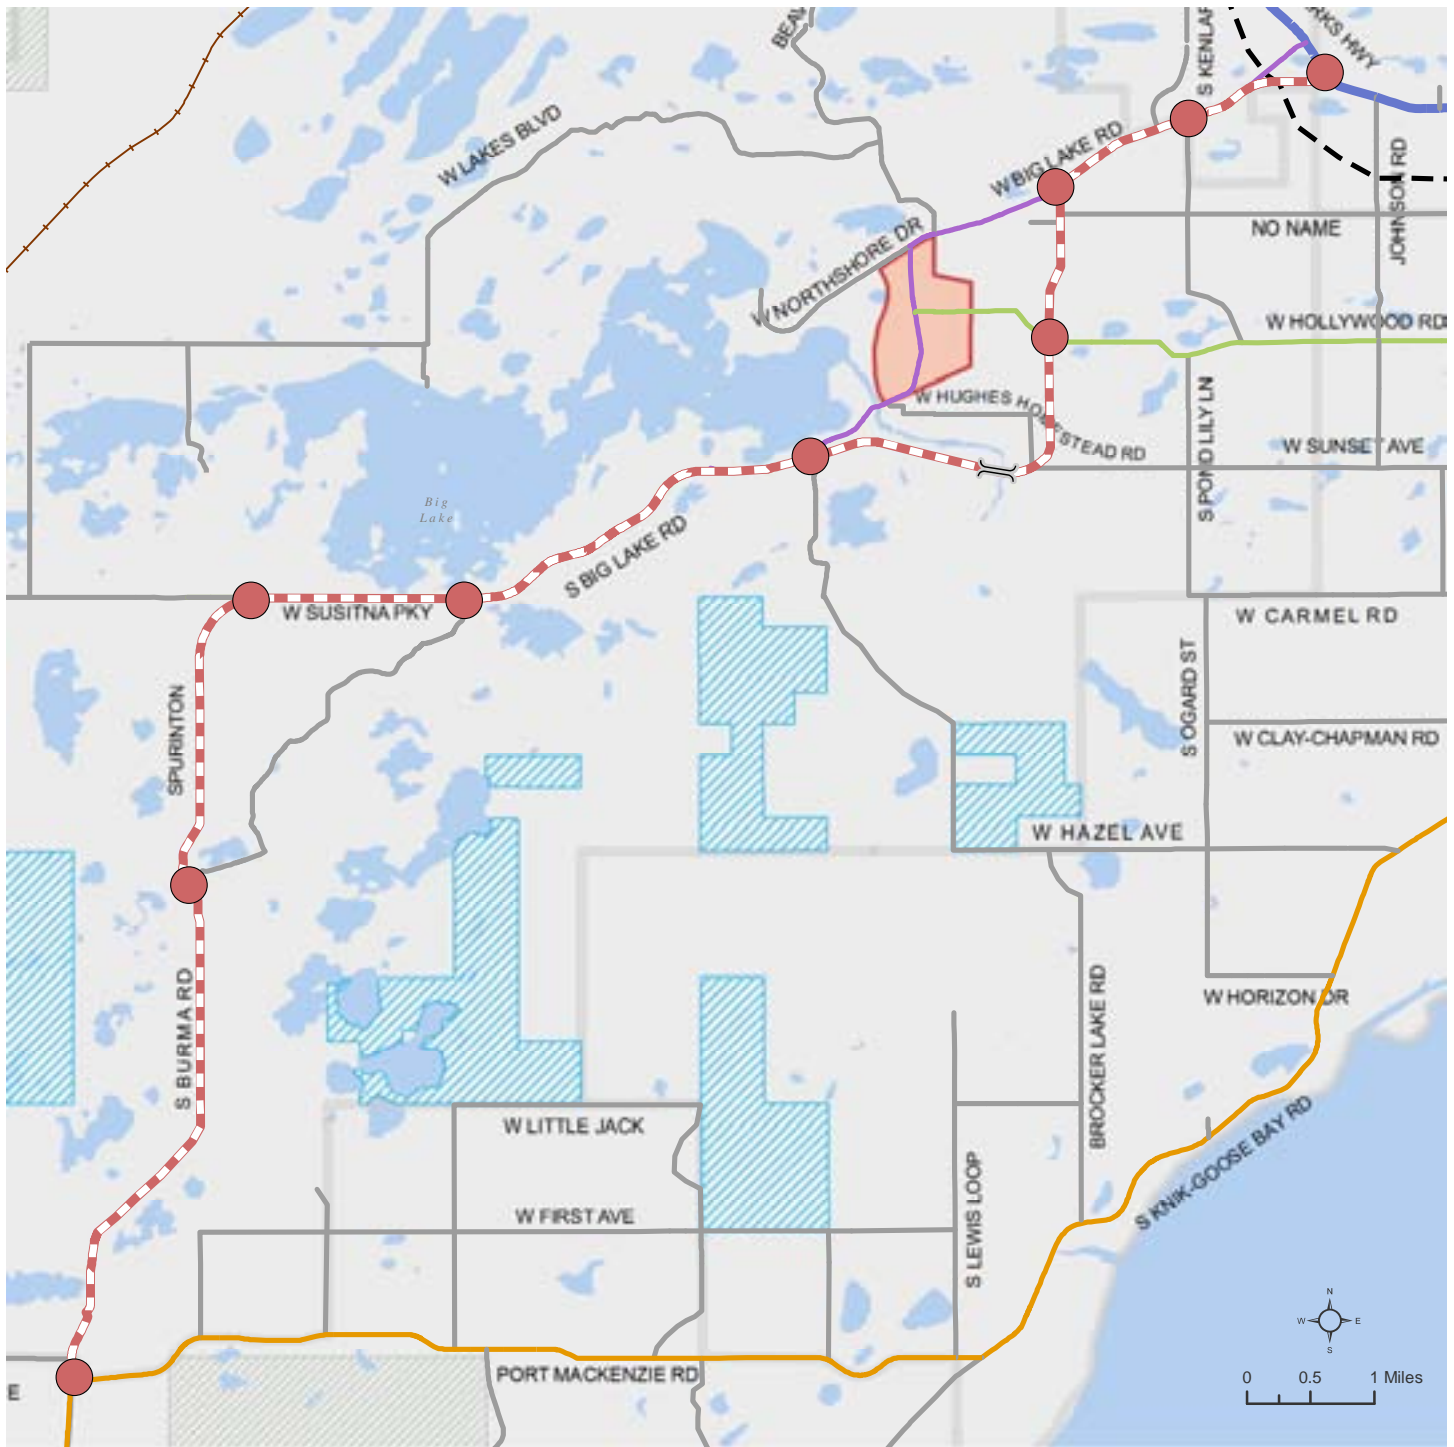 BEAV
S KENLAR
RKS HWY
W LAKES BLVD
W BIG LAKE RD
JOHNSON RD
W NORTHSHORE DR
NO NAME
W HOLLYWOOD RD
W HUGHES HOMESTEAD RD
S POND LILY LN
W SUNSET AVE
Big
Lake
S BIG LAKE RD
W SUSITNA PKY
W CARMEL RD
S OGARD ST
SPURINTON
W CLAY-CHAPMAN RD
W HAZEL AVE
S BURMA RD
BROCKER LAKE RD
W HORIZON DR
W LITTLE JACK
S KNIK-GOOSE BAY RD
S LEWIS LOOP
W FIRST AVE
N
W E
S
PORT MACKENZIE RD
0 0.5 1 Miles
E